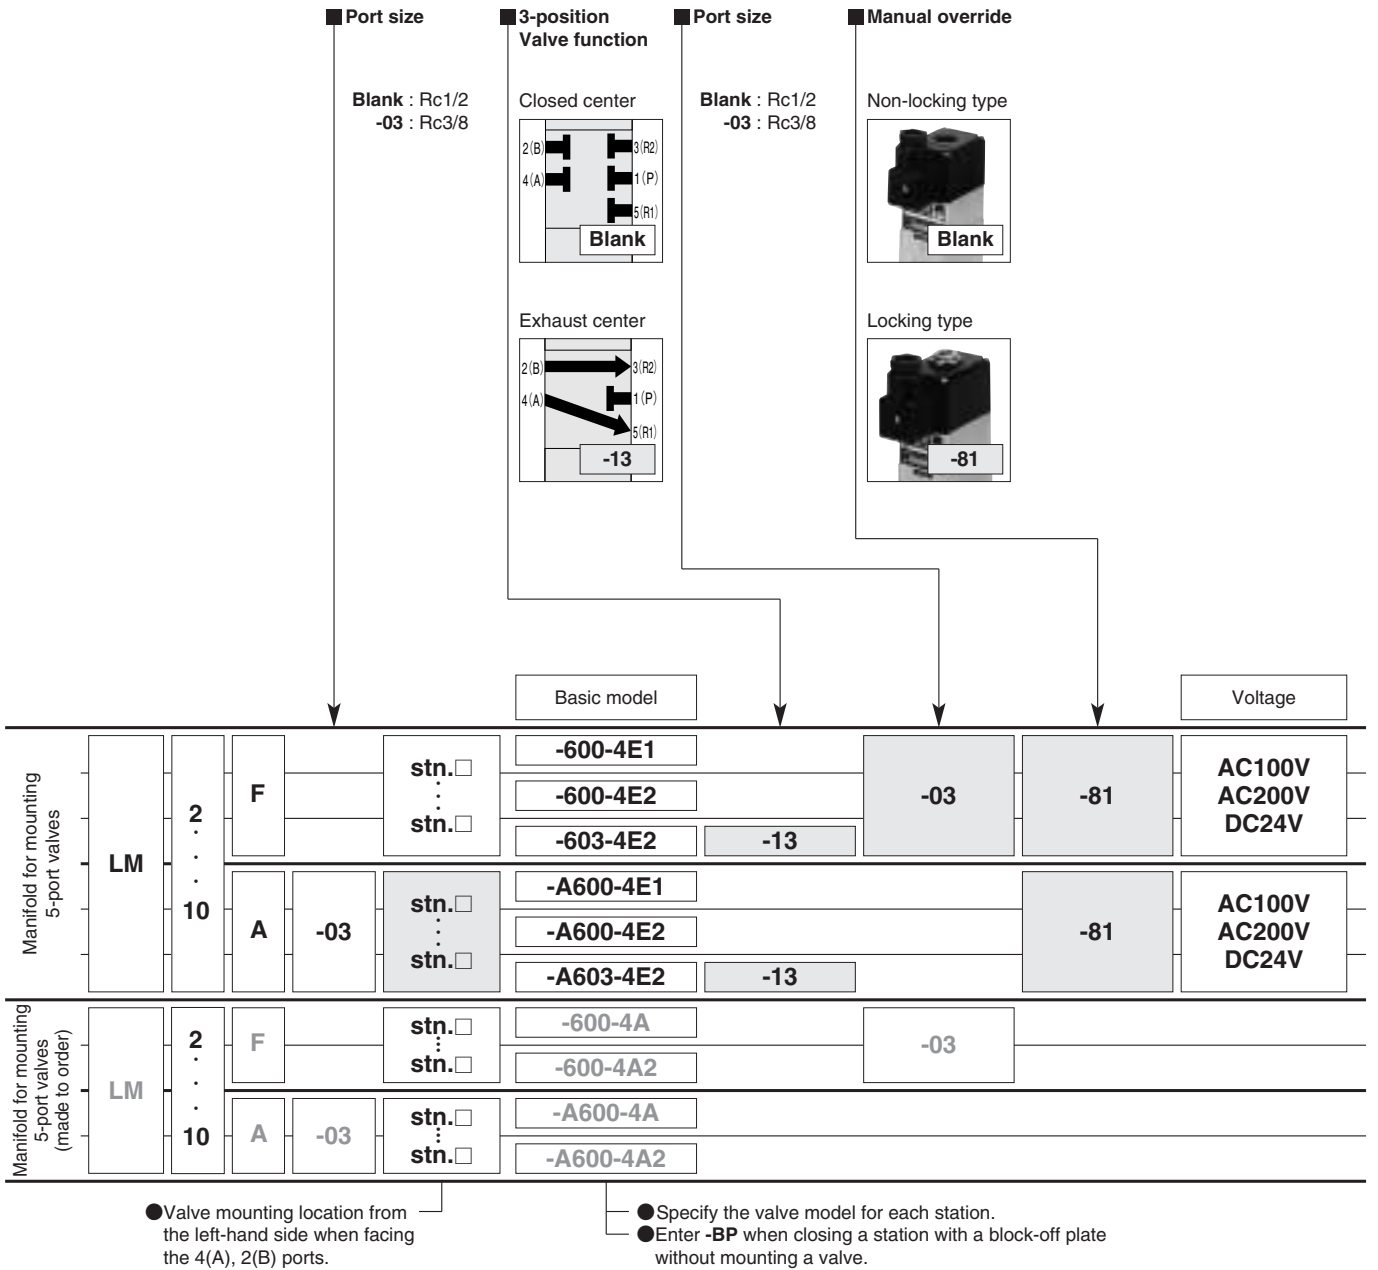 ■Port size
■3-position
Valve function
■Port size
■Manual override
Blank : Rc1/2
-03 : Rc3/8
Closed center
2(B)
4(A)
3(R2)
1(P)
5(R1)
Blank
Blank : Rc1/2
-03 : Rc3/8
Non-locking type
Blank
Exhaust center
2(B)
4(A)
3(R2)
1(P)
5(R1)
-13
Locking type
-81
Basic model
Voltage
Manifold for mounting
5-port valves
LM
2
10
F
stn.□
stn.□
-600-4E1
-600-4E2
-603-4E2
-13
-03
-81
AC100V
AC200V
DC24V
A
-03
stn.□
stn.□
-A600-4E1
-A600-4E2
-A603-4E2
-13
-81
AC100V
AC200V
DC24V
Manifold for mounting
5-port valves
(made to order)
LM
2
10
F
stn.□
stn.□
-600-4A
-600-4A2
-03
A
-03
stn.□
stn.□
-A600-4A
-A600-4A2
●Valve mounting location from
the left-hand side when facing
the 4(A), 2(B) ports.
●Specify the valve model for each station.
●Enter -BP when closing a station with a block-off plate
without mounting a valve.